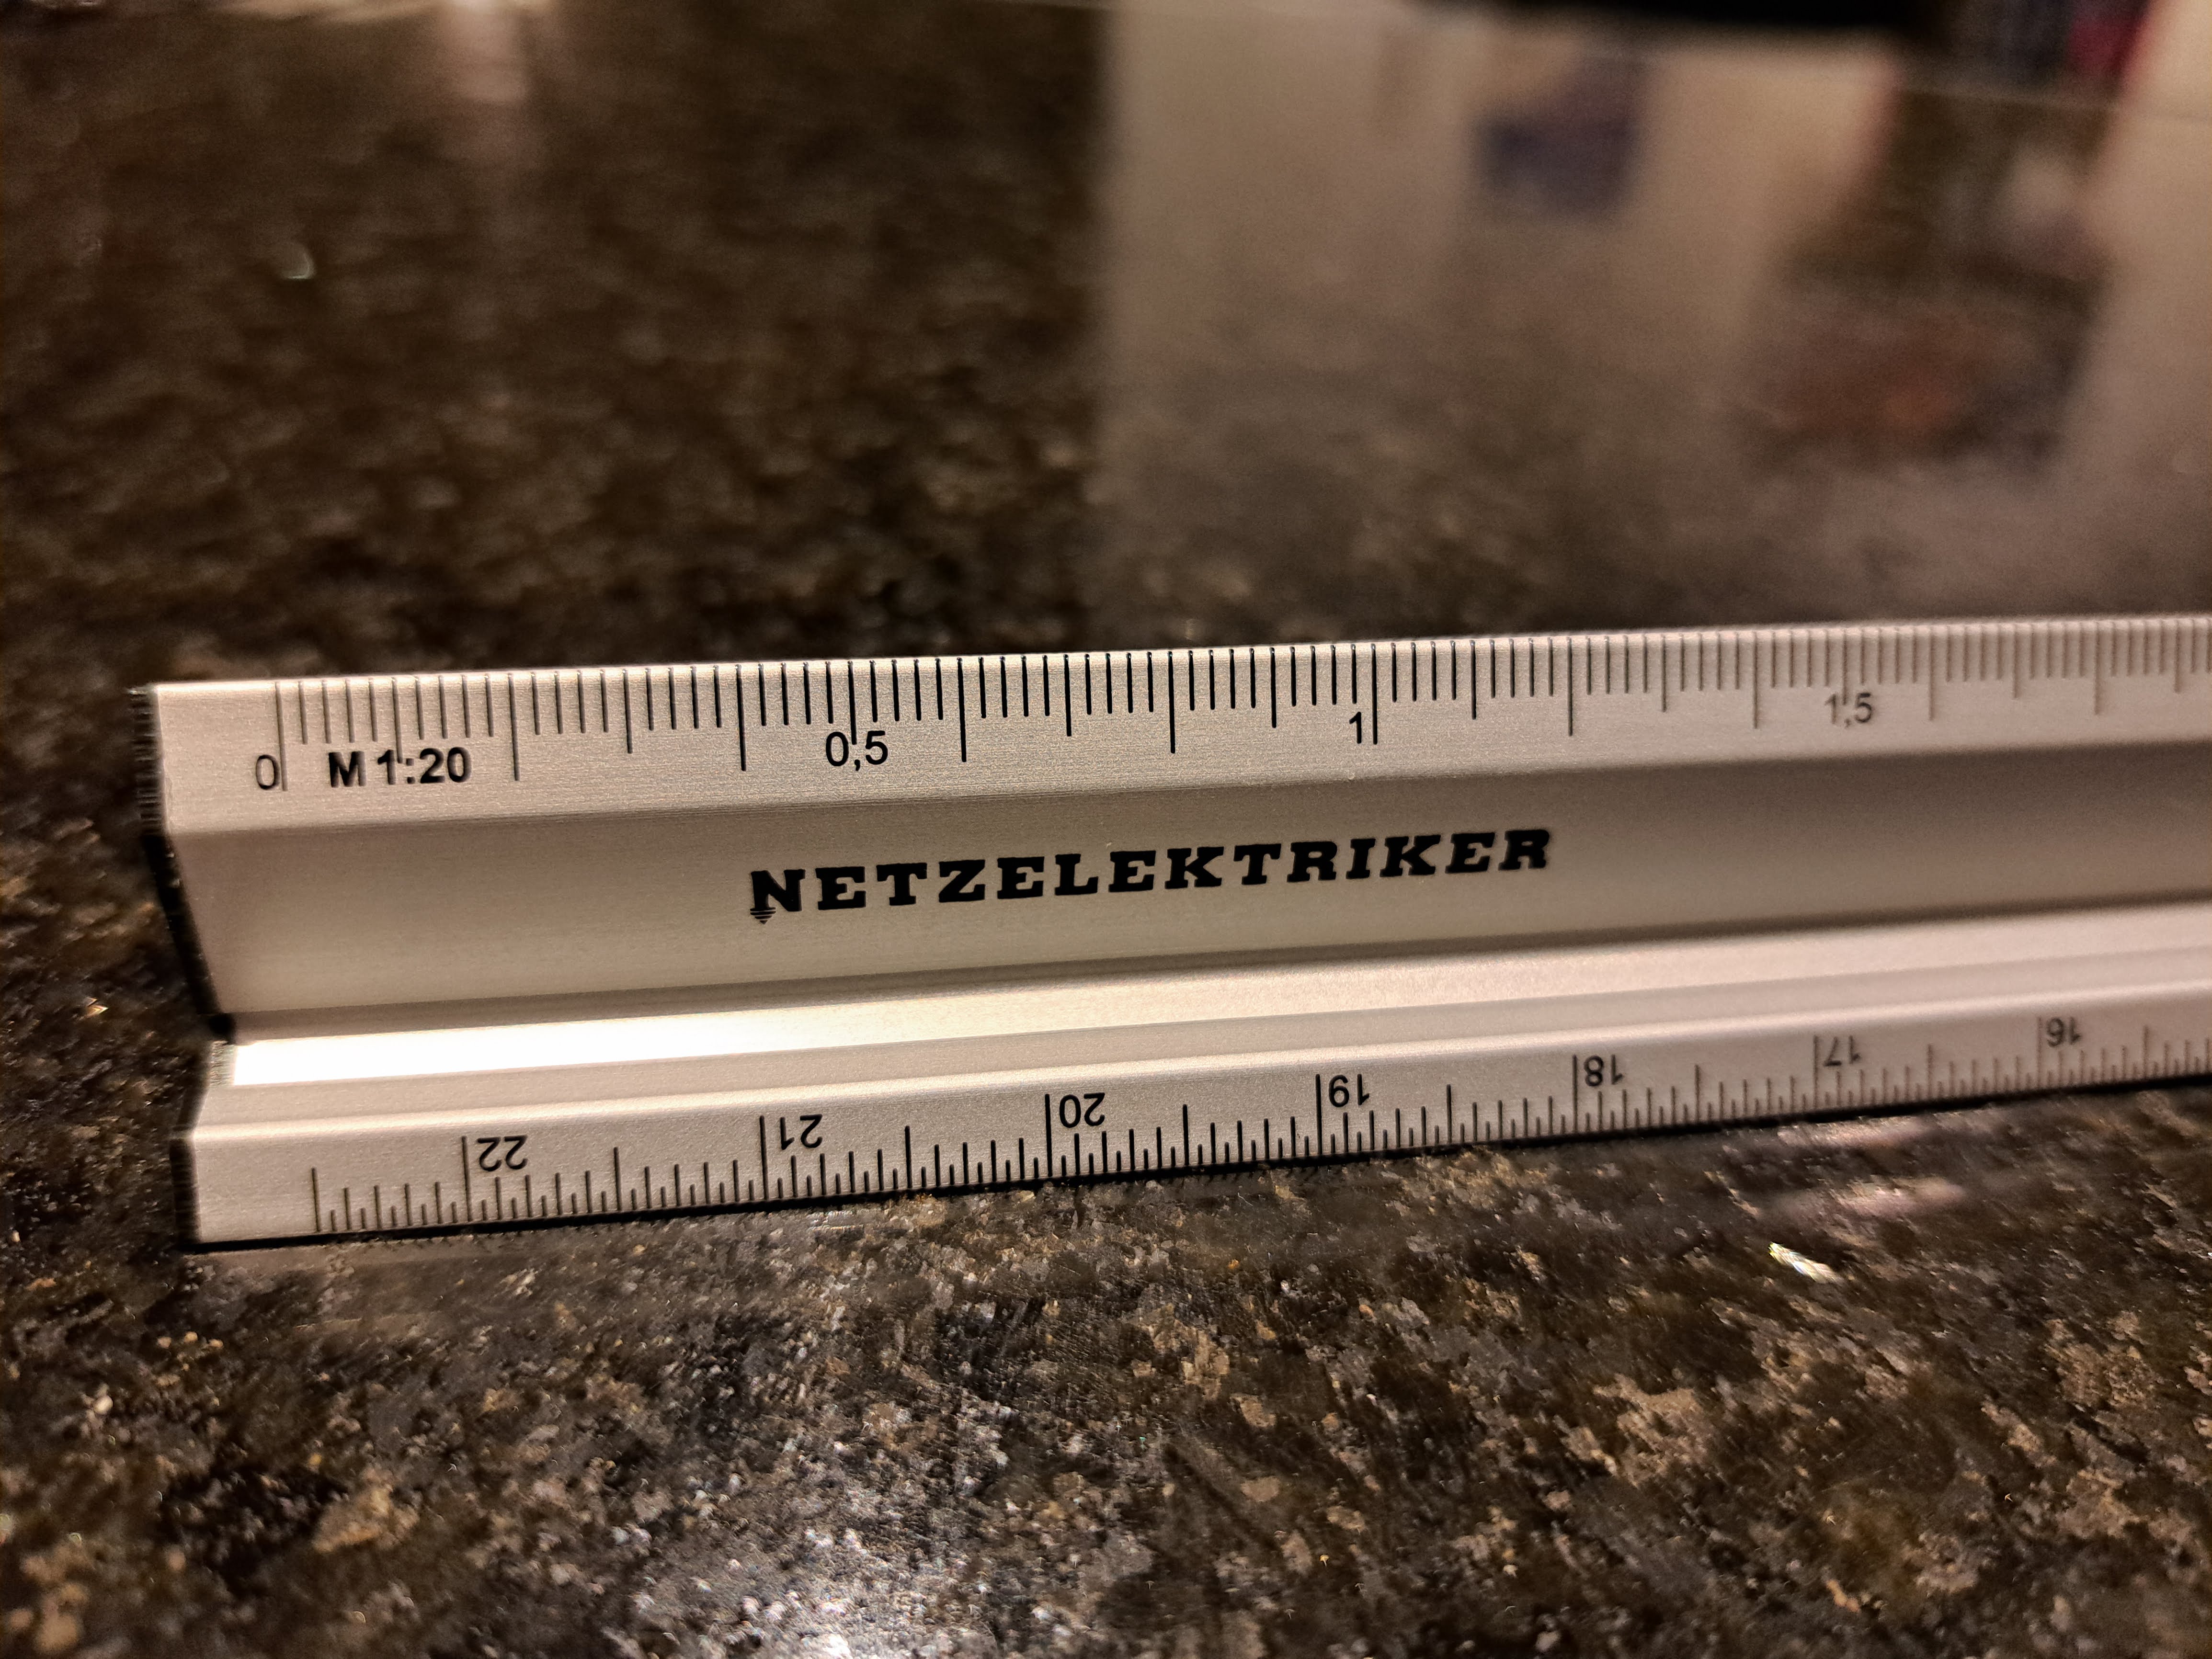 0 M 1:20 0,5 1 1,5
NETZELEKTRIKER
22 21 20 19 18 17 16